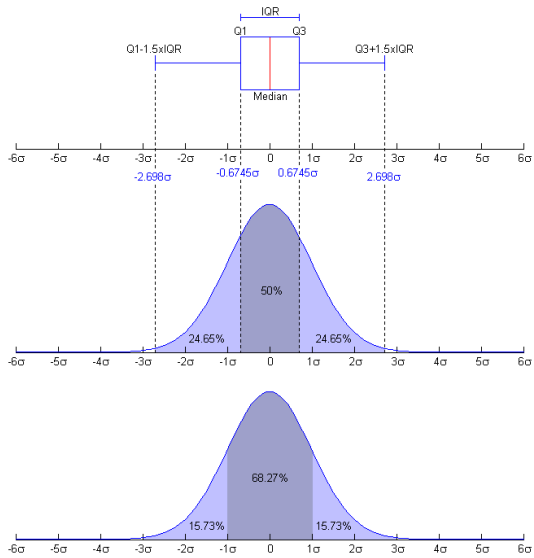 IQR
Q1 Q3
Q1-1.5xIQR Q3+1.5xIQR
Median
-6σ -5σ -4σ -3σ -2σ -1σ 0 1σ 2σ 3σ 4σ 5σ 6σ
-2.698σ -0.6745σ 0.6745σ 2.698σ
50%
24.65% 24.65%
-6σ -5σ -4σ -3σ -2σ -1σ 0 1σ 2σ 3σ 4σ 5σ 6σ
68.27%
15.73% 15.73%
-6σ -5σ -4σ -3σ -2σ -1σ 0 1σ 2σ 3σ 4σ 5σ 6σ